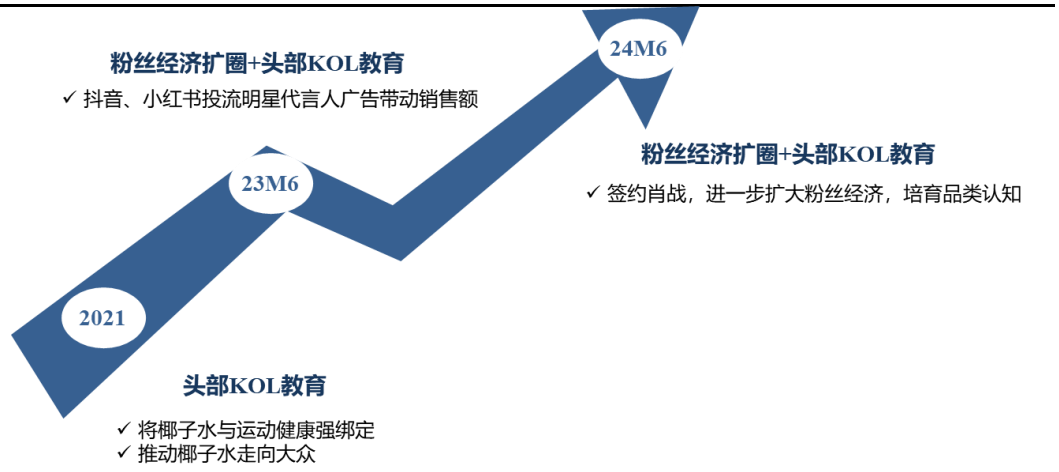 24M6
粉丝经济扩圈+头部KOL教育
✓ 抖音、小红书投流明星代言人广告带动销售额
粉丝经济扩圈+头部KOL教育
23M6
✓ 签约肖战，进一步扩大粉丝经济，培育品类认知
2021
头部KOL教育
✓ 将椰子水与运动健康强绑定
✓ 推动椰子水走向大众